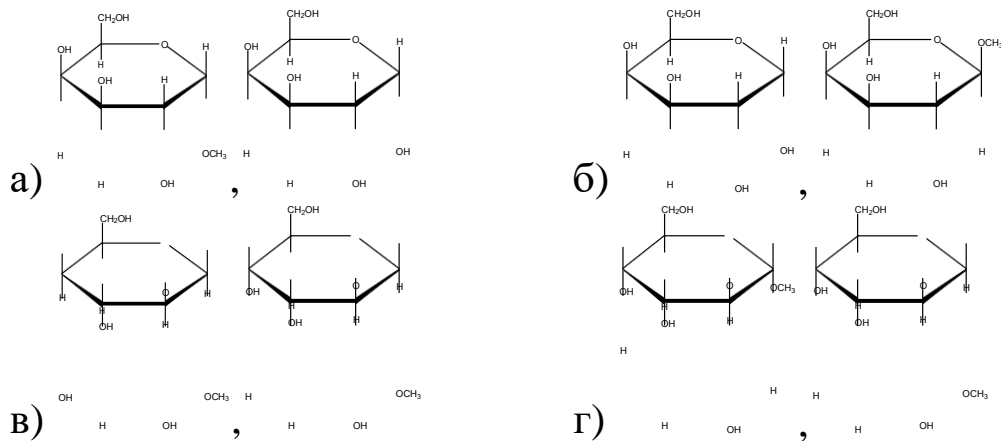 CH₂OH CH₂OH CH₂OH CH₂OH
OH O H OH O H OH O H OH O OCH₃
H H H H
OH H OH H OH H OH H
H OCH₃ H OH H OH H H
а) H OH , H OH б) H OH , H OH
CH₂OH CH₂OH CH₂OH CH₂OH
H O H OH O H OH O OCH₃ OH O H
H H H H
OH H OH H OH H OH H
H
OH OCH₃ H OCH₃ H H OCH₃
в) H OH , H OH г) H OH , H OH